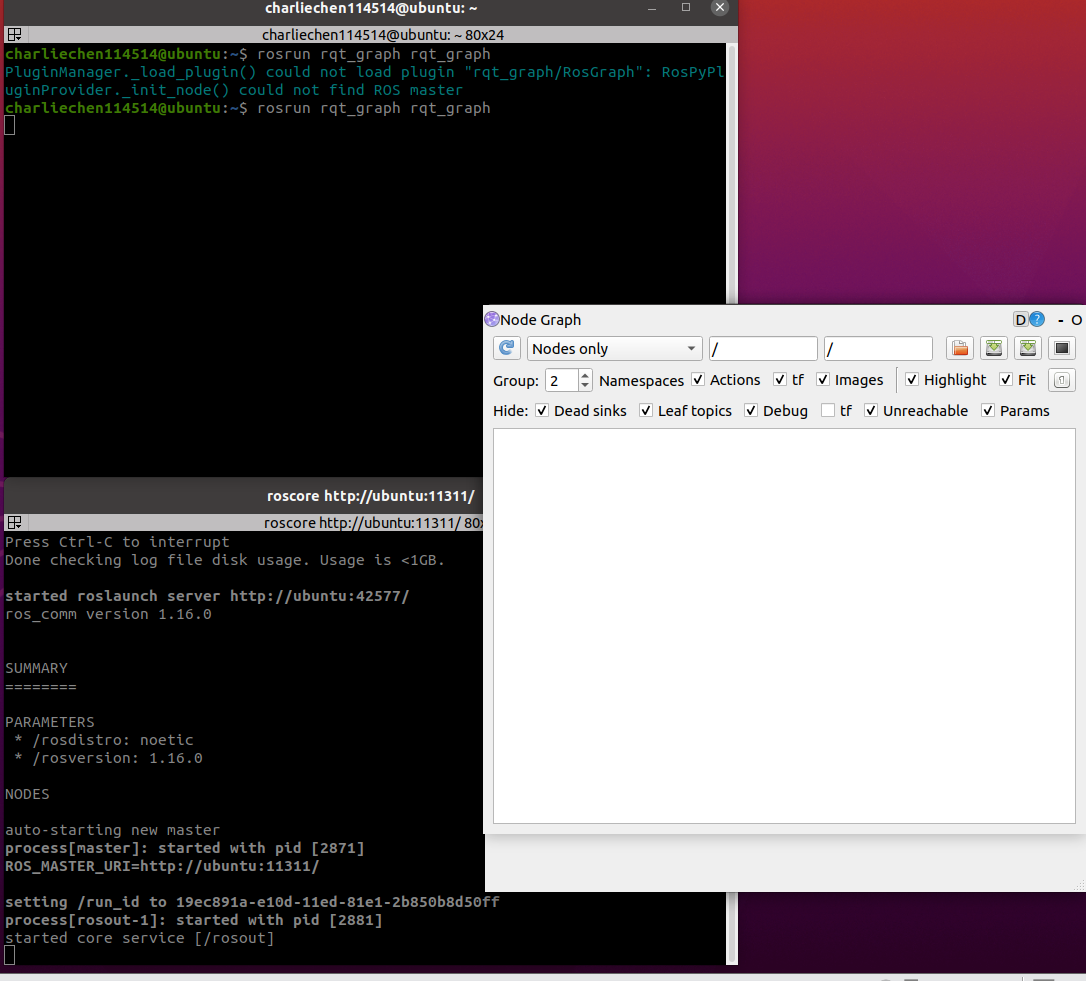 charliechen114514@ubuntu: ~
charliechen114514@ubuntu: ~ 80x24
charliechen114514@ubuntu:~$ rosrun rqt_graph rqt_graph
PluginManager._load_plugin() could not load plugin "rqt_graph/RosGraph": RosPyPl
uginProvider._init_node() could not find ROS master
charliechen114514@ubuntu:~$ rosrun rqt_graph rqt_graph
Node Graph
D ? - O
Nodes only / /
Group: 2 Namespaces Actions tf Images Highlight Fit
Hide: Dead sinks Leaf topics Debug tf Unreachable Params
roscore http://ubuntu:11311/
roscore http://ubuntu:11311/ 80x
Press Ctrl-C to interrupt
Done checking log file disk usage. Usage is <1GB.
started roslaunch server http://ubuntu:42577/
ros_comm version 1.16.0
SUMMARY
========
PARAMETERS
* /rosdistro: noetic
* /rosversion: 1.16.0
NODES
auto-starting new master
process[master]: started with pid [2871]
ROS_MASTER_URI=http://ubuntu:11311/
setting /run_id to 19ec891a-e10d-11ed-81e1-2b850b8d50ff
process[rosout-1]: started with pid [2881]
started core service [/rosout]